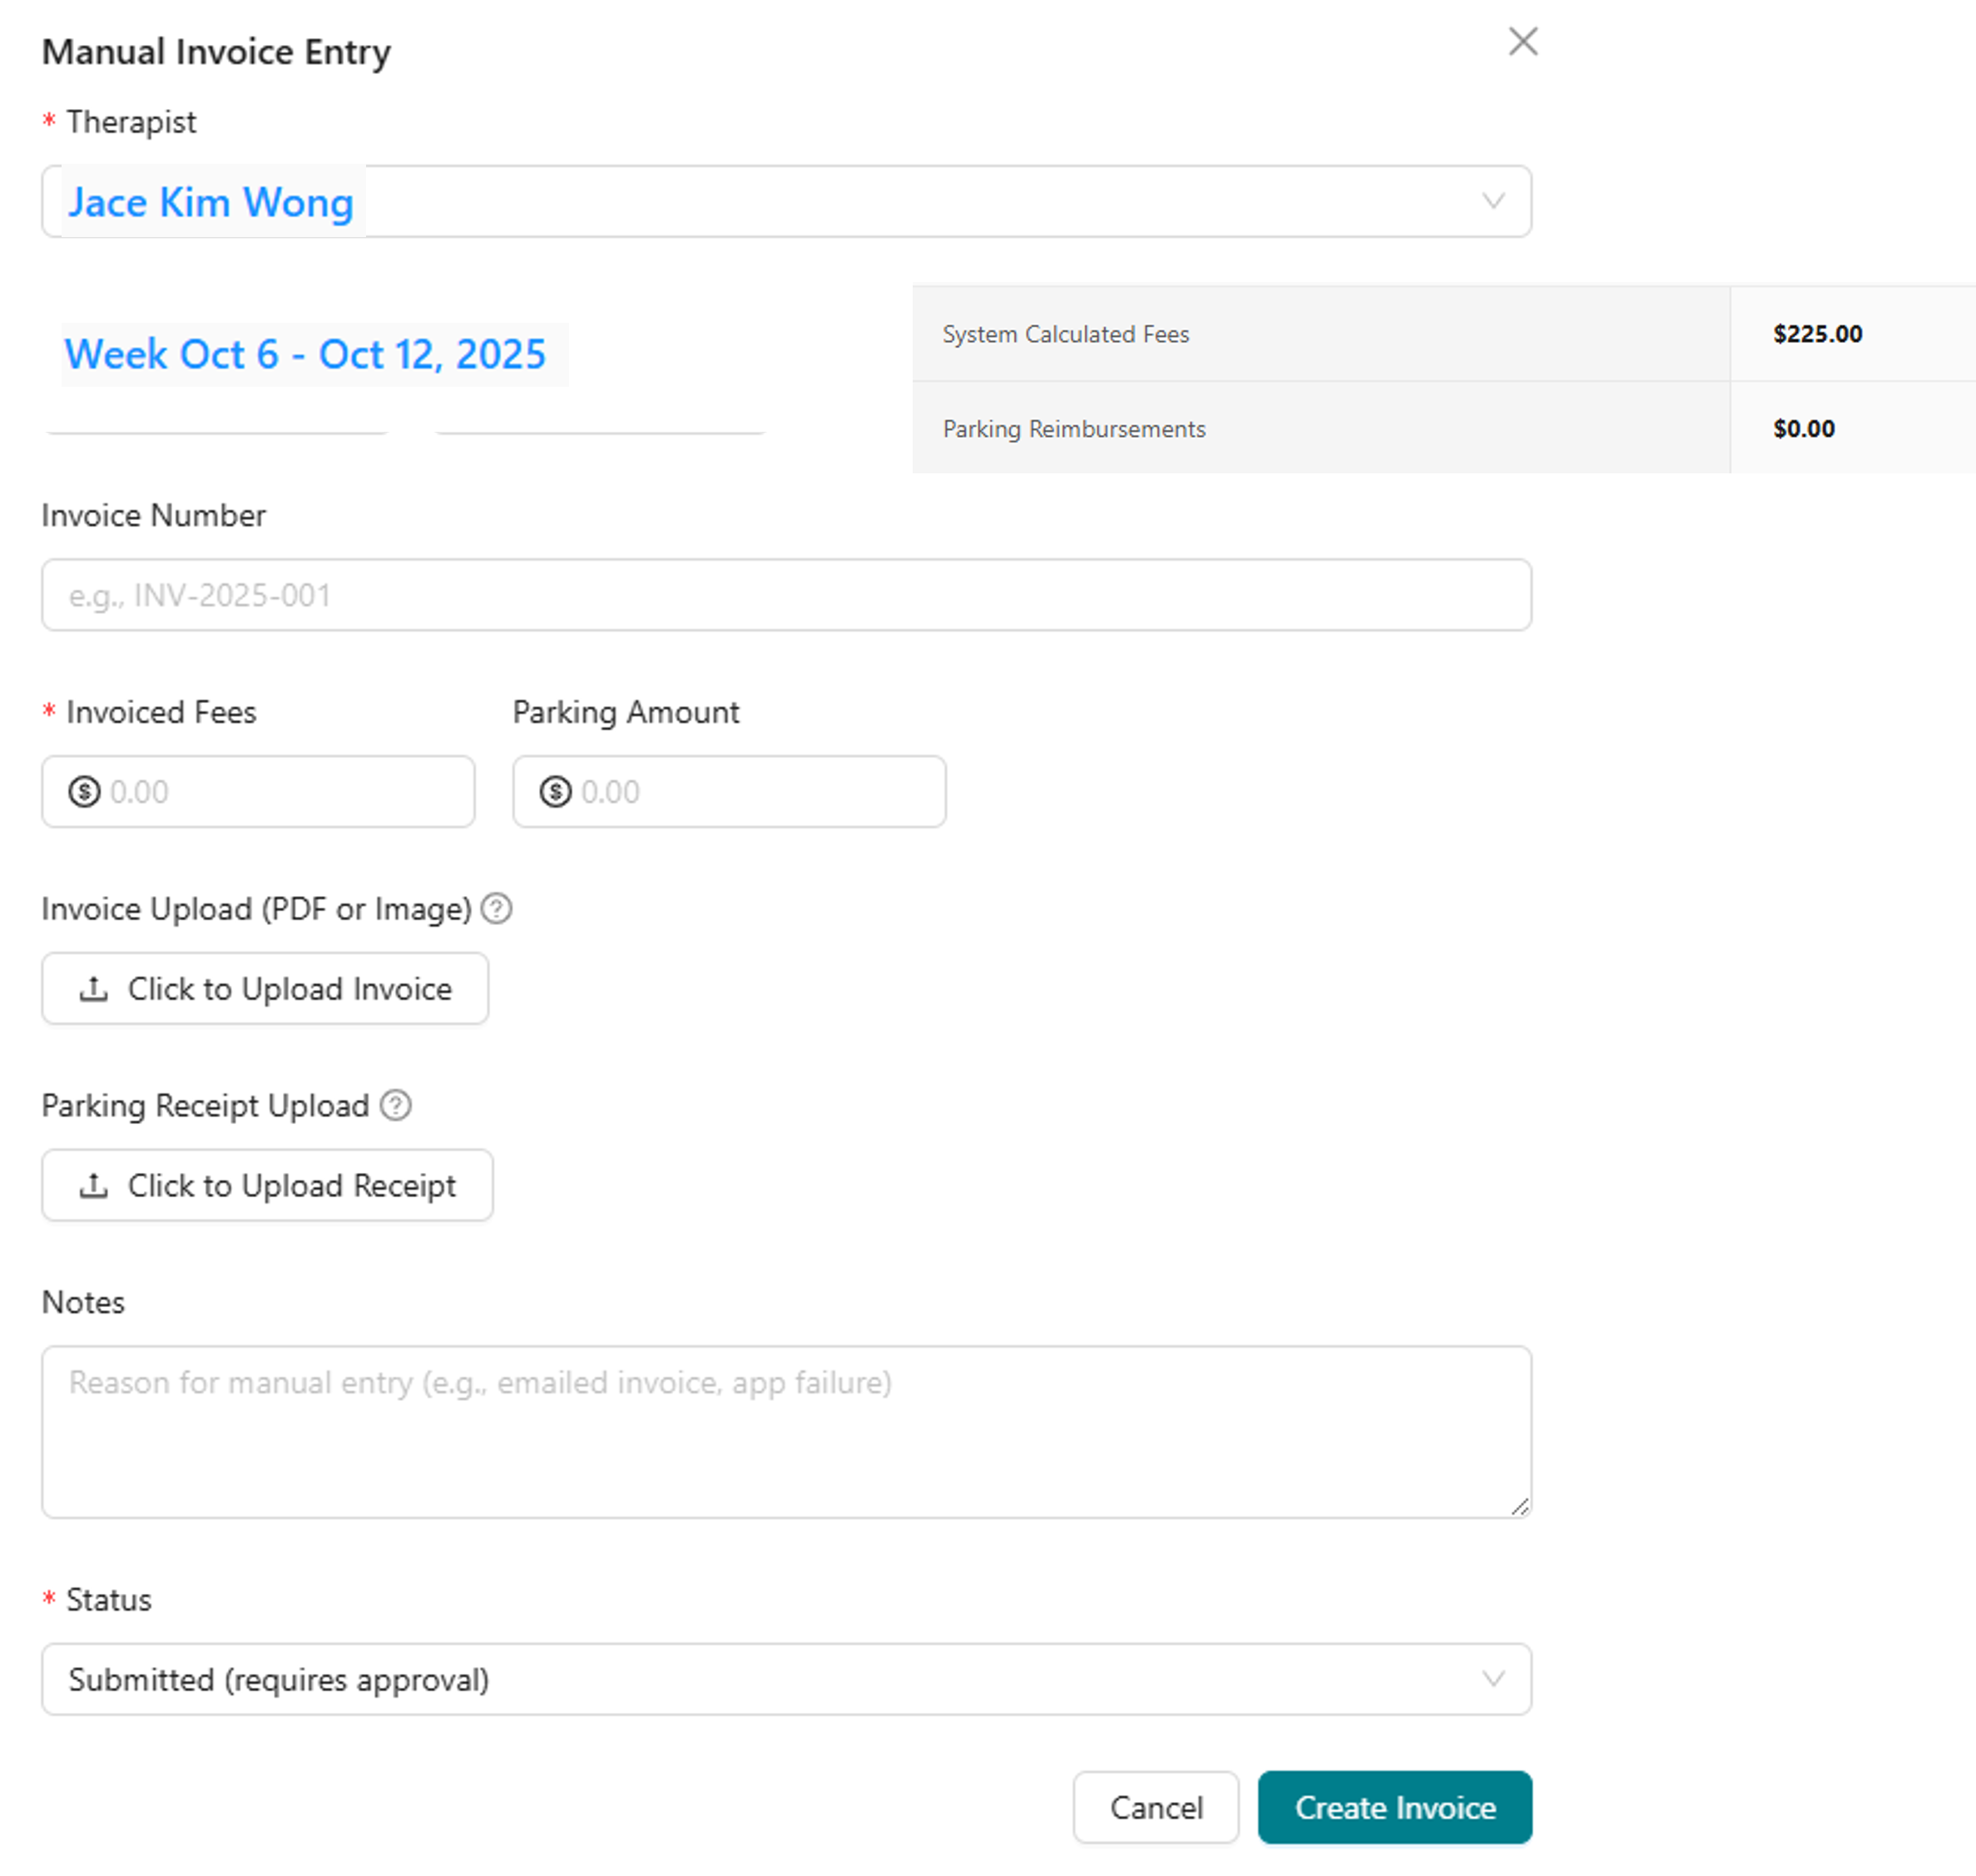 Manual Invoice Entry
* Therapist
Jace Kim Wong
Week Oct 6 - Oct 12, 2025
System Calculated Fees $225.00
Parking Reimbursements $0.00
Invoice Number
e.g., INV-2025-001
* Invoiced Fees Parking Amount
$ 0.00 $ 0.00
Invoice Upload (PDF or Image) ?
Click to Upload Invoice
Parking Receipt Upload ?
Click to Upload Receipt
Notes
Reason for manual entry (e.g., emailed invoice, app failure)
* Status
Submitted (requires approval)
Cancel Create Invoice